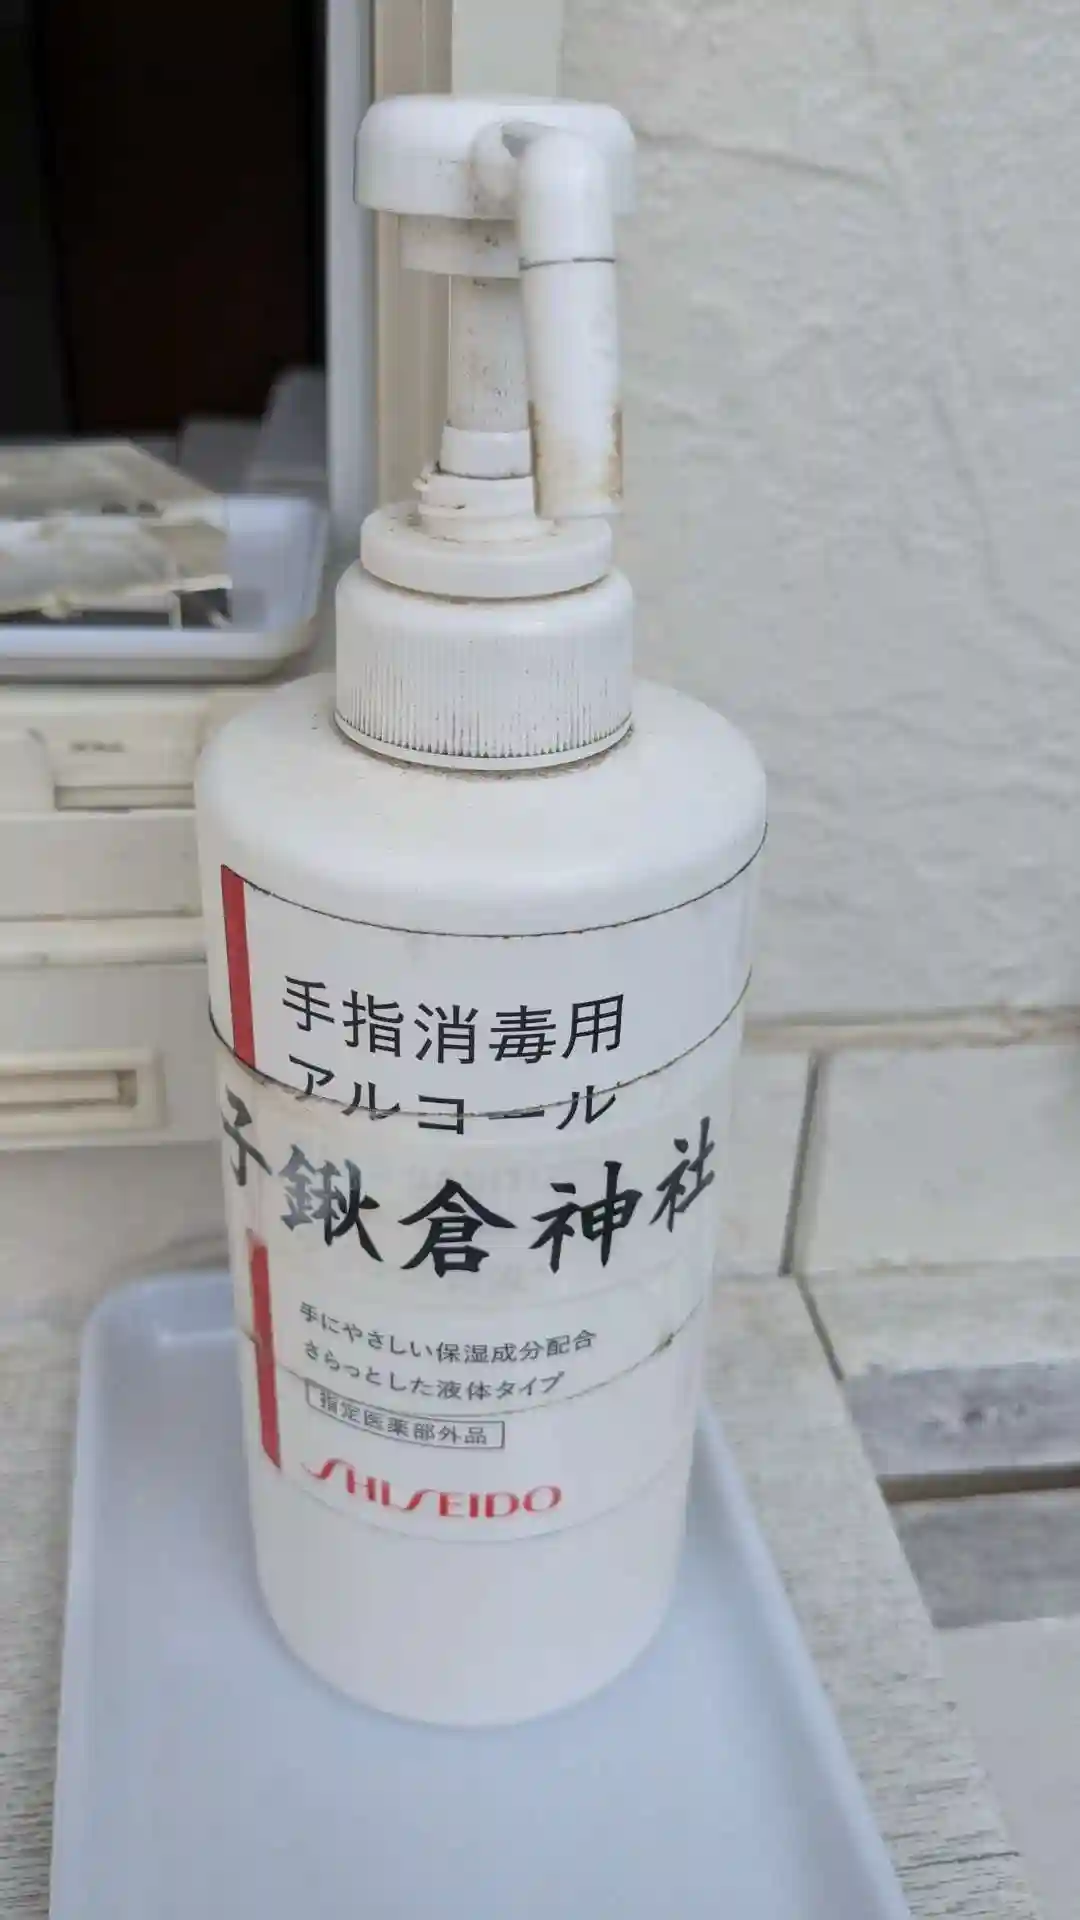 手指消毒用
アルコール
子鍬倉神社
手にやさしい保湿成分配合
さらっとした液体タイプ
指定医薬部外品
SHISEIDO